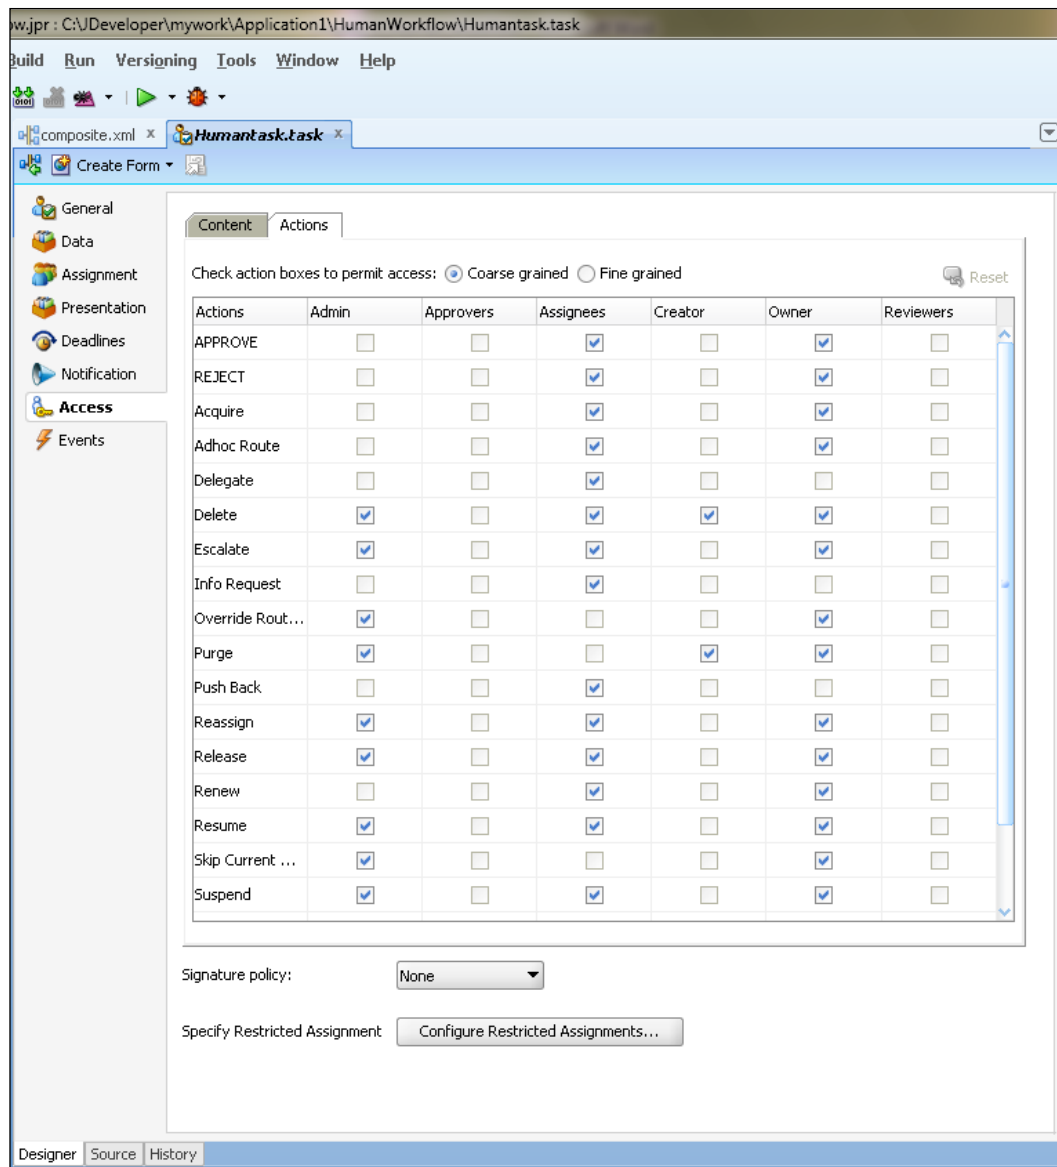 ow.jpr : C:\JDeveloper\mywork\Application1\HumanWorkflow\Humantask.task
Build Run Versioning Tools Window Help
composite.xml Humantask.task
Create Form
General
Data
Assignment
Presentation
Deadlines
Notification
Access
Events
Content Actions
Check action boxes to permit access: Coarse grained Fine grained Reset
Actions Admin Approvers Assignees Creator Owner Reviewers
APPROVE
REJECT
Acquire
Adhoc Route
Delegate
Delete
Escalate
Info Request
Override Rout...
Purge
Push Back
Reassign
Release
Renew
Resume
Skip Current ...
Suspend
Signature policy: None
Specify Restricted Assignment Configure Restricted Assignments...
Designer Source History